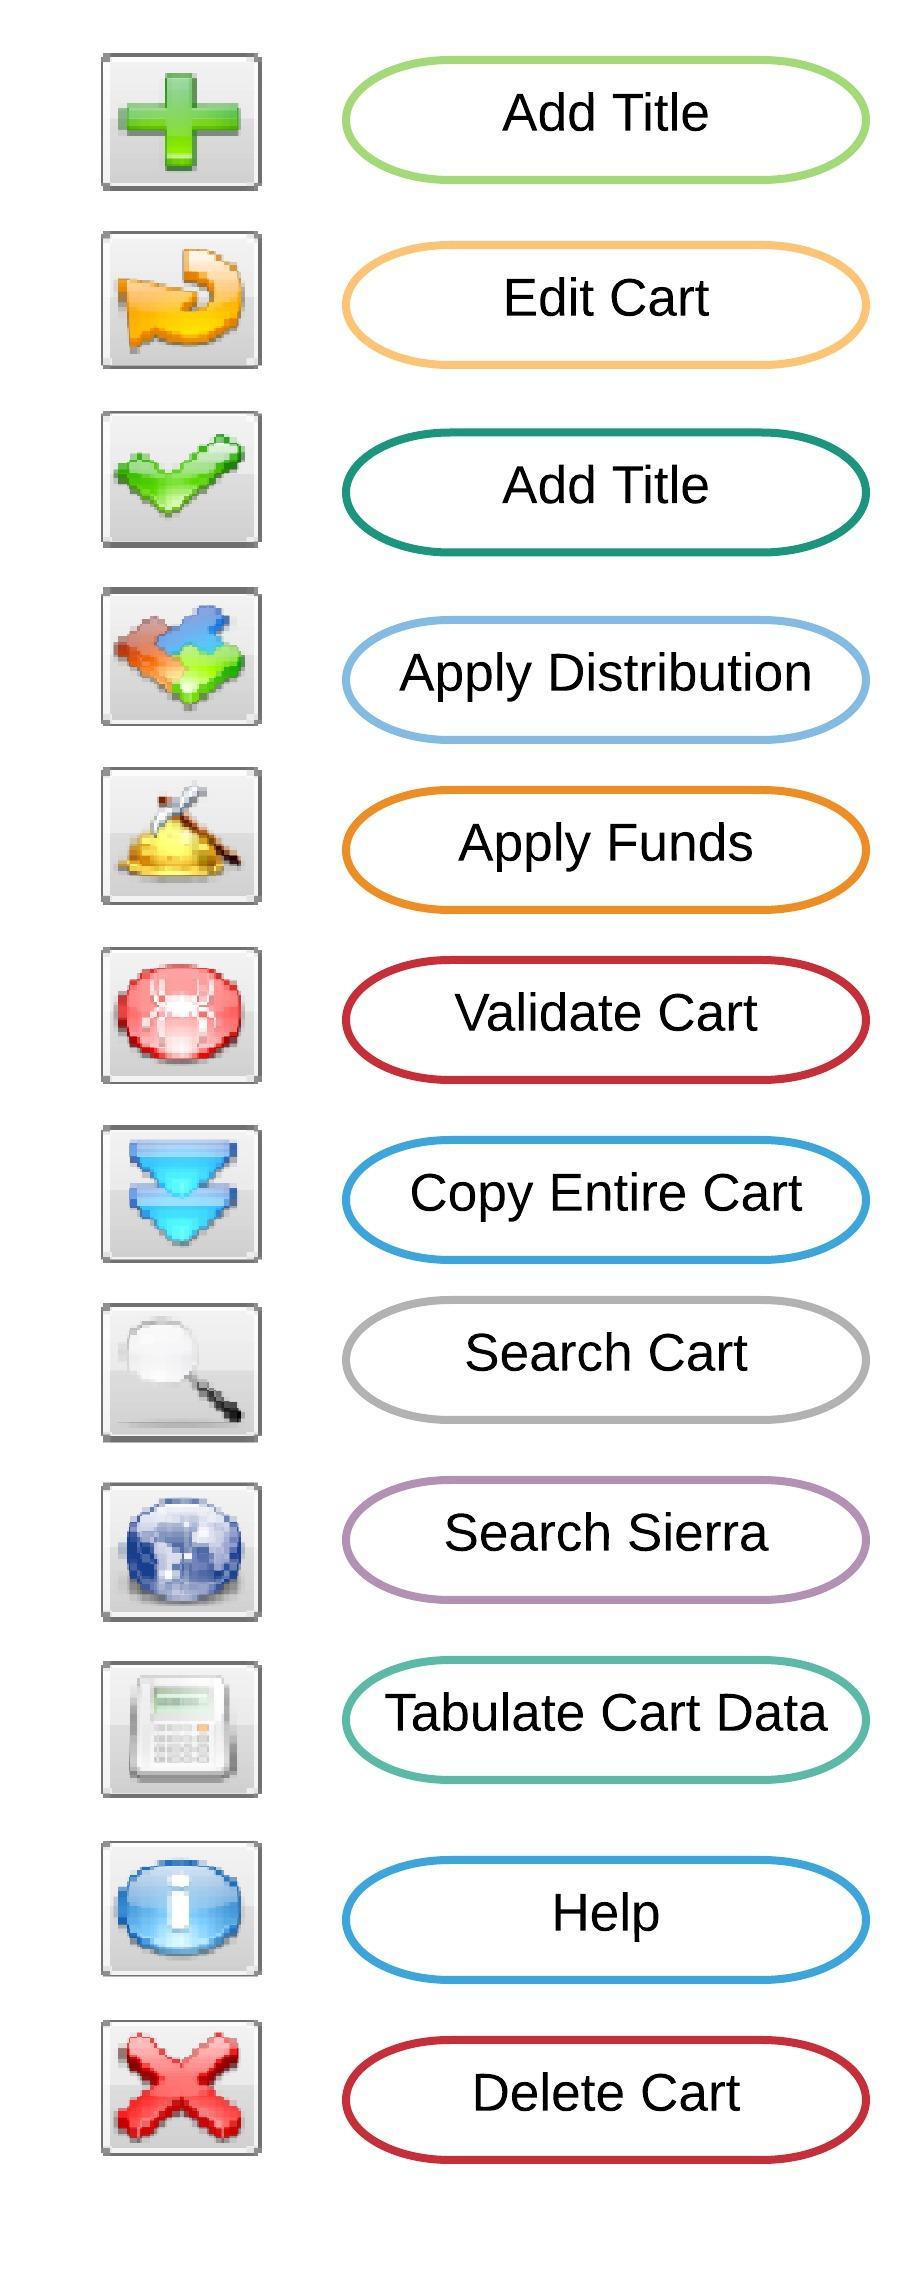 Add Title
Edit Cart
Add Title
Apply Distribution
Apply Funds
Validate Cart
Copy Entire Cart
Search Cart
Search Sierra
Tabulate Cart Data
Help
Delete Cart